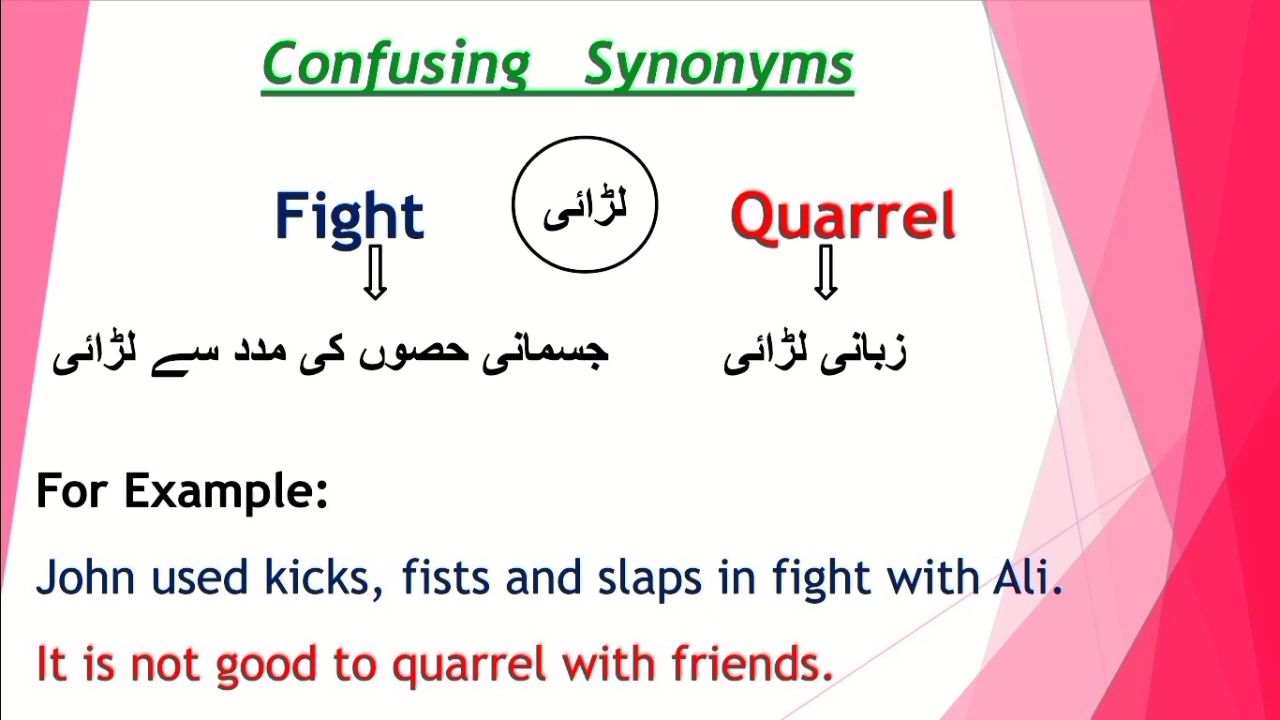 Confusing Synonyms
Fight لڑائی Quarrel
جسمانی حصوں کی مدد سے لڑائی
زبانی لڑائی
For Example:
John used kicks, fists and slaps in fight with Ali.
It is not good to quarrel with friends.